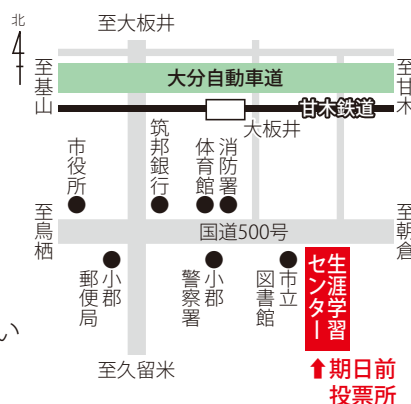 北
至大板井
至基山
大分自動車道
至甘木
甘木鉄道
大板井
市役所
筑邦銀行
体育館
消防署
至鳥栖
国道500号
至朝倉
小郡
郵便局
小郡
警察署
市立
図書館
生涯学習
センター
い
至久留米
↑期日前
投票所